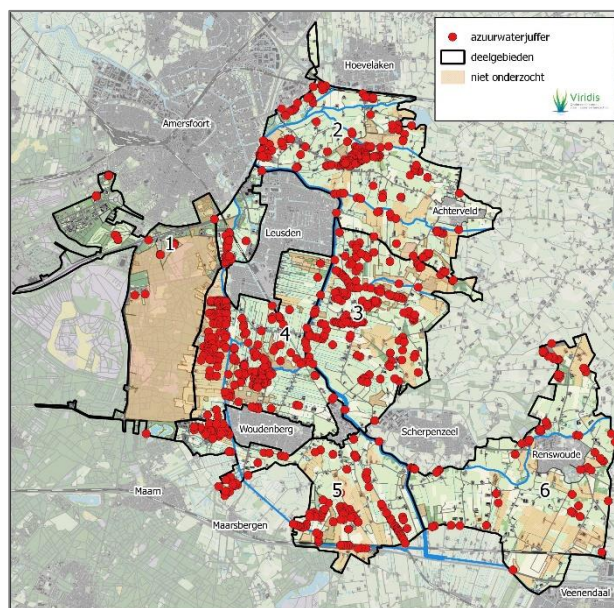 azuurwaterjuffer
deelgebieden
niet onderzocht
Viridis
Hoevelaken
Amersfoort
2
Achterveld
Leusden
1
3
4
Woudenberg
Scherpenzeel
Renswoude
Maarn
5
6
Maarsbergen
Veenendaal